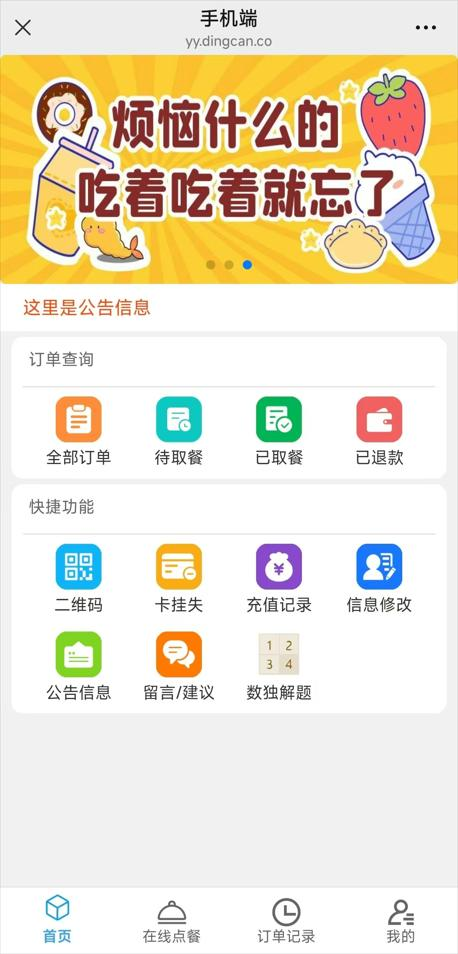 手机端
yy.dingcan.co
烦恼什么的
吃着吃着就忘了
这里是公告信息
订单查询
全部订单 待取餐 已取餐 已退款
快捷功能
二维码 卡挂失 充值记录 信息修改
1 2
3 4
公告信息 留言/建议 数独解题
首页 在线点餐 订单记录 我的